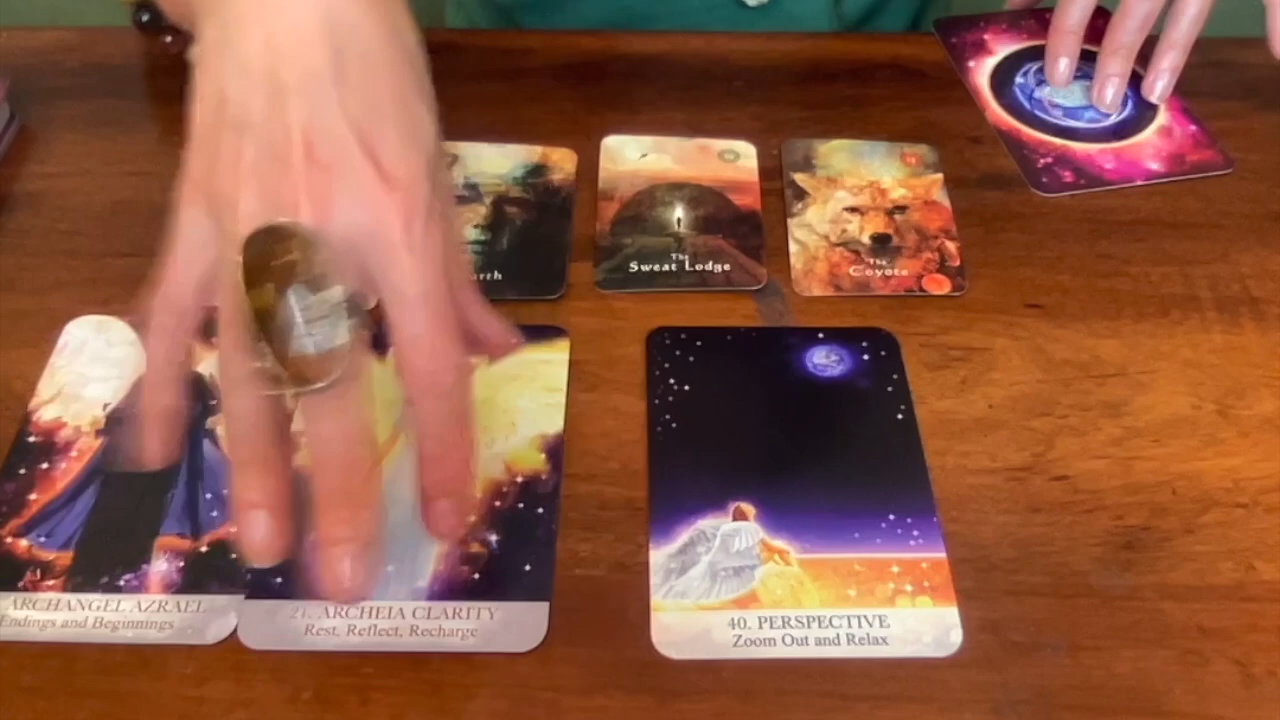 The
Sweat Lodge
The
Coyote
ARCHANGEL AZRAEL
Endings and Beginnings
21. ARCHEIA CLARITY
Rest, Reflect, Recharge
40. PERSPECTIVE
Zoom Out and Relax